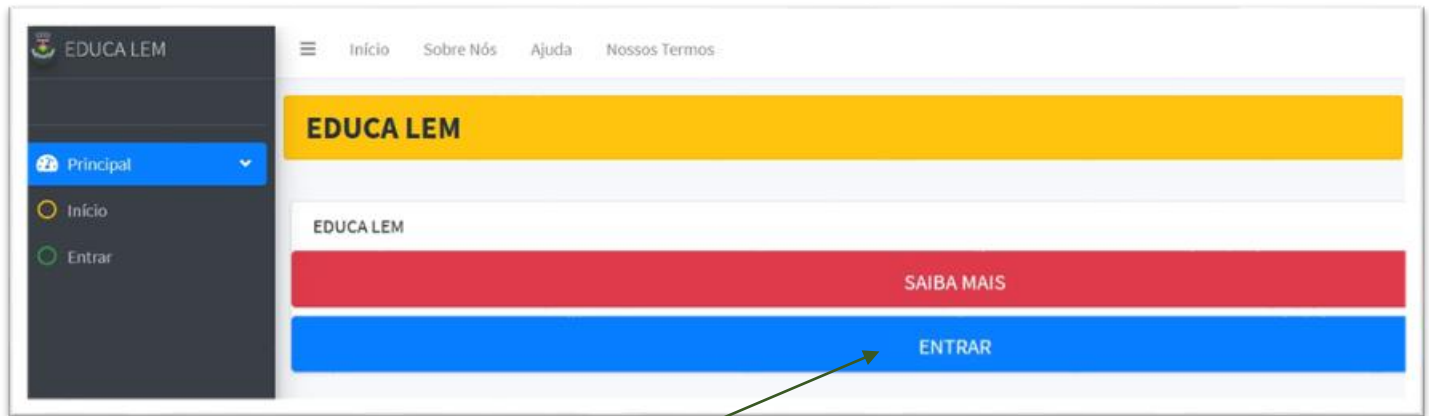 EDUCA LEM
Início Sobre Nós Ajuda Nossos Termos
EDUCA LEM
Principal
Início
Entrar
EDUCA LEM
SAIBA MAIS
ENTRAR